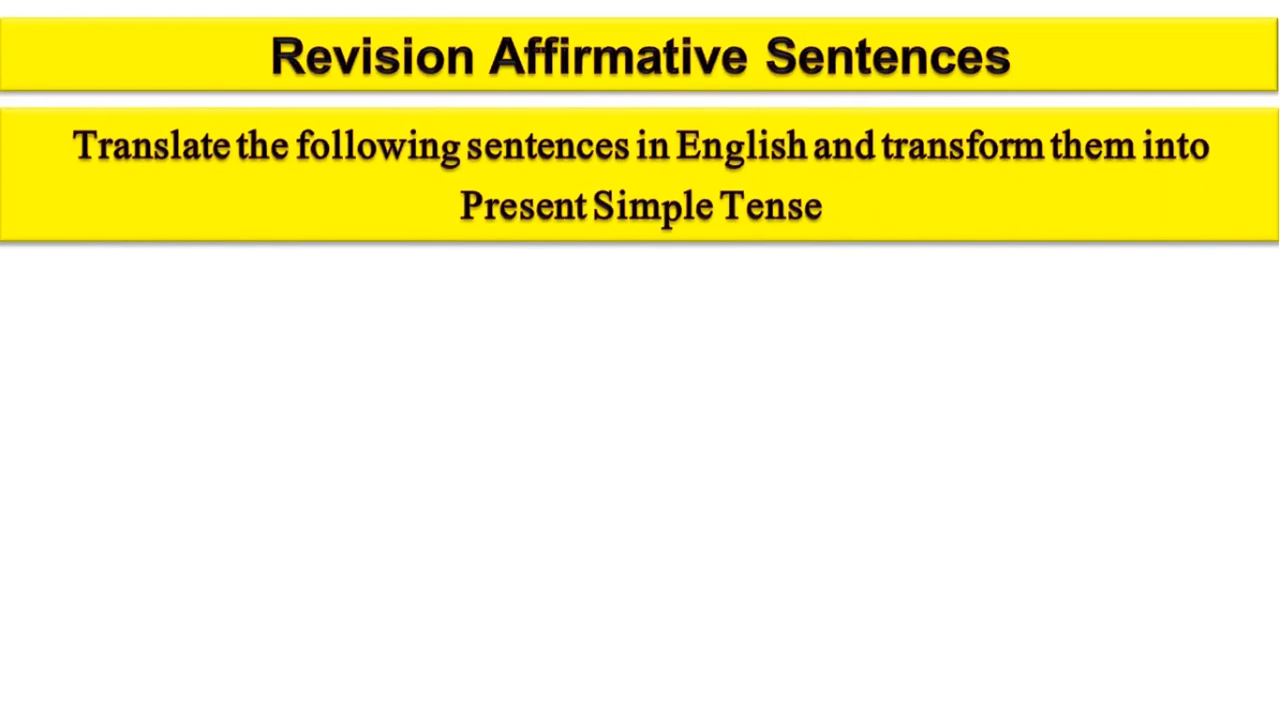 Revision Affirmative Sentences
Translate the following sentences in English and transform them into
Present Simple Tense